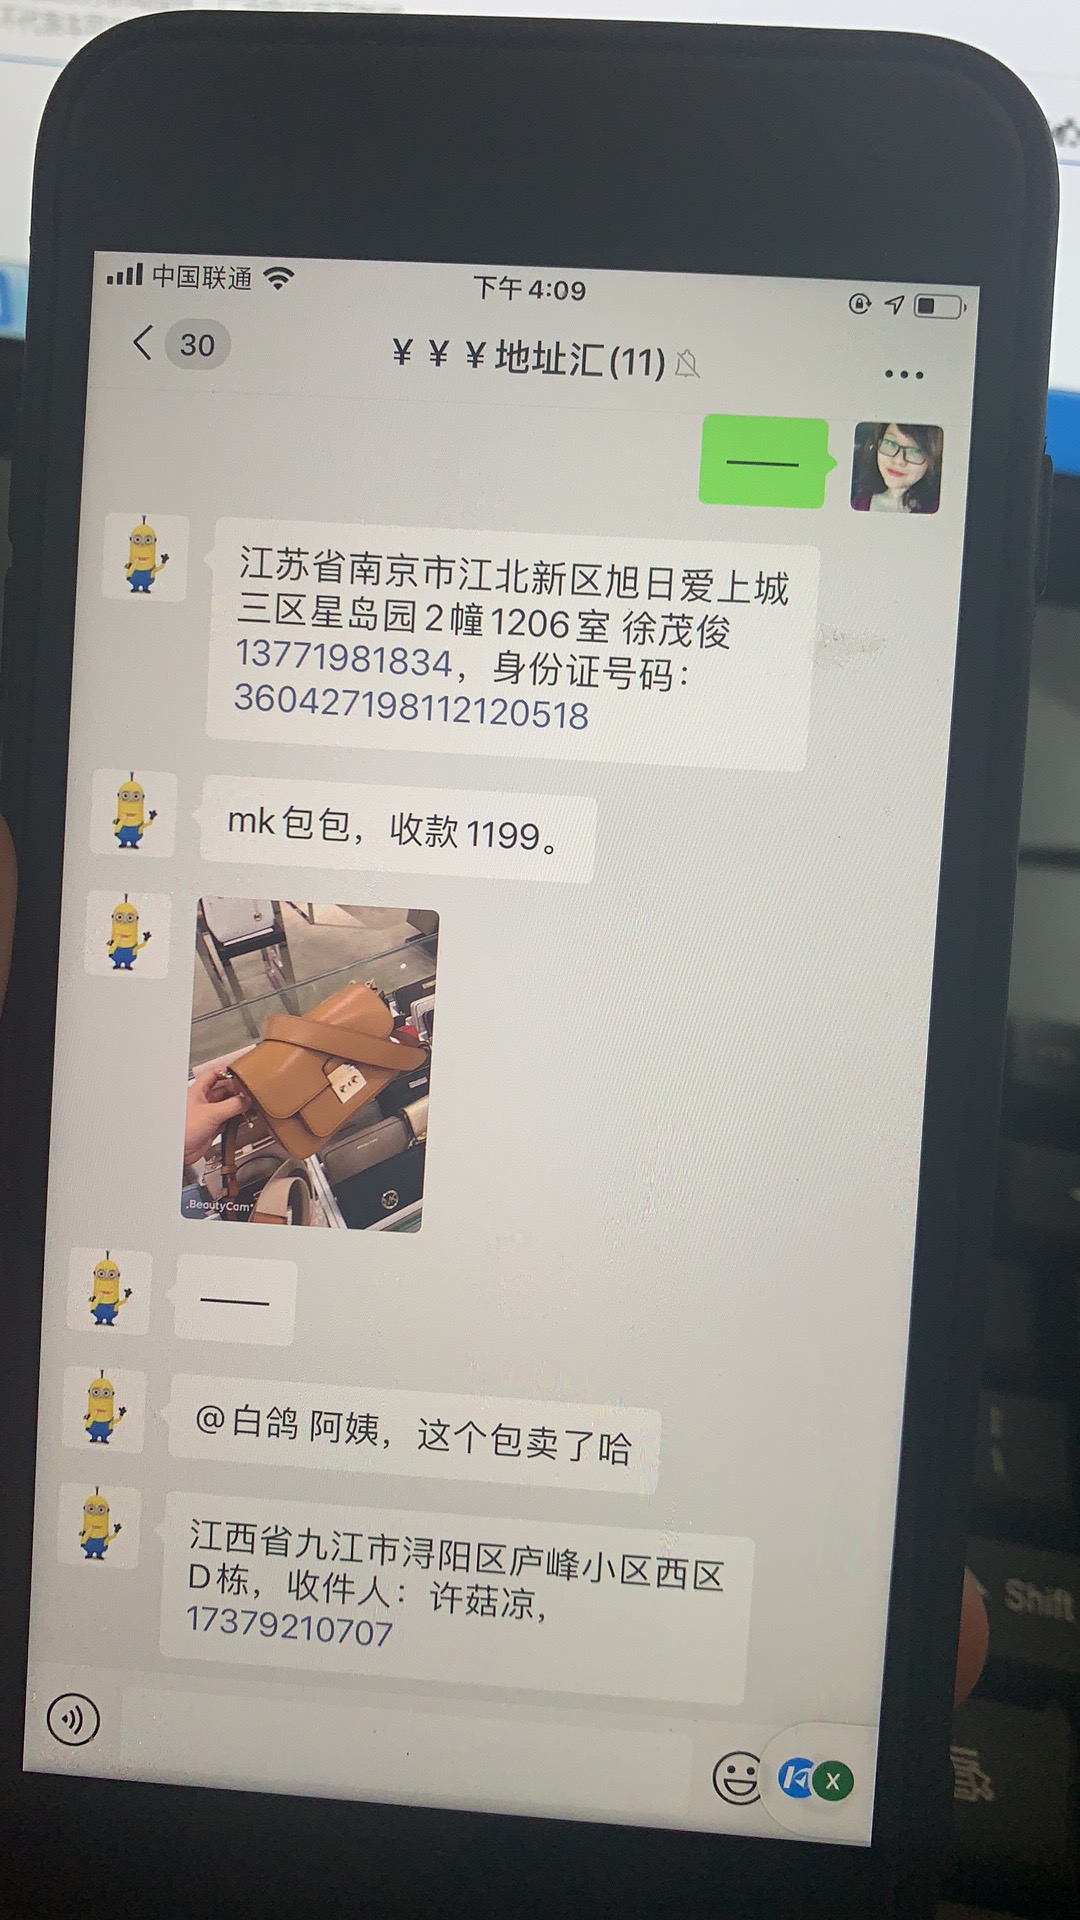 中国联通
下午4:09
30
¥ ¥ ¥地址汇(11)
江苏省南京市江北新区旭日爱上城
三区星岛园2幢1206室 徐茂俊
13771981834，身份证号码：
360427198112120518
mk包包，收款1199。
.BeautyCam
@白鸽 阿姨，这个包卖了哈
江西省九江市浔阳区庐峰小区西区
D栋，收件人：许菇凉，
17379210707
X
Shift